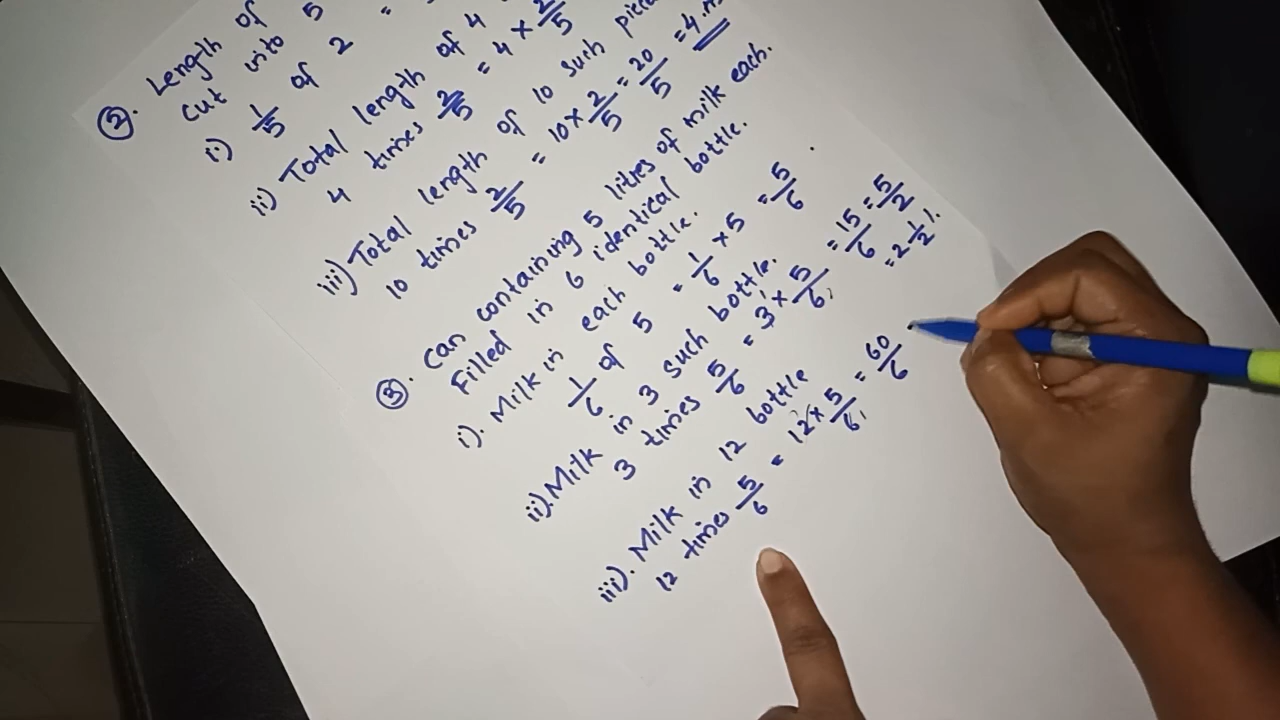 ②. Length of
cut into 5
i) 1/5 of 2 =
ii) Total length of 4
4 times 2/5 = 4 × 2/5
iii) Total length of 10 such
10 times 2/5 = 10 × 2/5 = 20/5 = 4
③. Can containing 5 litres of milk each.
Filled in 6 identical bottle.
i). Milk in each bottle.
1/6 of 5 = 1/6 × 5 = 5/6
ii). Milk in 3 such bottle.
3 times 5/6 = 3 × 5/6 = 15/6 = 5/2
= 2 1/2
iii). Milk in 12 bottle
12 times 5/6 = 12 × 5/6 = 60/6